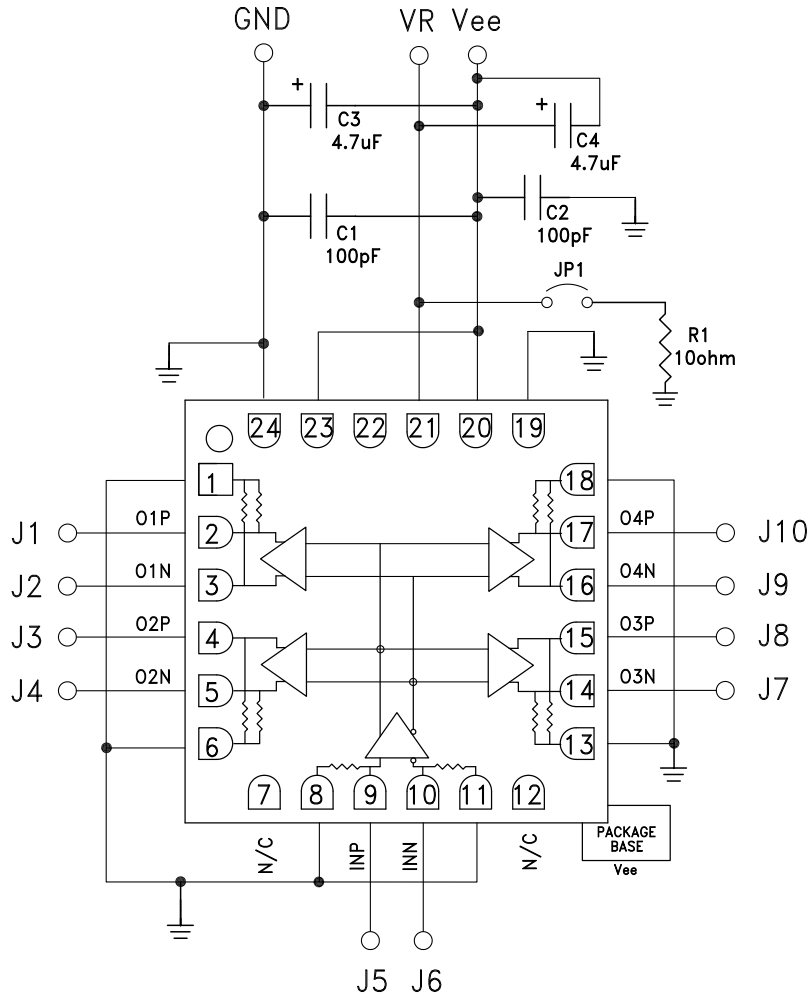 GND
VR
Vee
+
C3
4.7uF
+
C4
4.7uF
C1
100pF
C2
100pF
JP1
R1
10ohm
24
23
22
21
20
19
1
18
J1
O1P
2
17
O4P
J10
J2
O1N
3
16
O4N
J9
J3
O2P
4
15
O3P
J8
J4
O2N
5
14
O3N
J7
6
13
7
8
9
10
11
12
N/C
INP
INN
N/C
PACKAGE
BASE
Vee
J5
J6